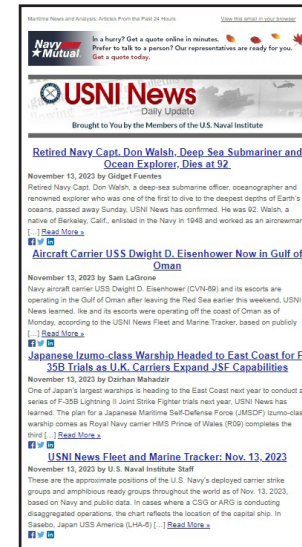 Maritime News and Analysis: Articles From the Past 24 Hours
View this email in your browser
Navy Mutual
In a hurry? Get a quote online in minutes.
Prefer to talk to a person? Our representatives are ready for you.
Get a quote today.
USNI News
Daily Update
Brought to You by the Members of the U.S. Naval Institute
Retired Navy Capt. Don Walsh, Deep Sea Submariner and
Ocean Explorer, Dies at 92
November 13, 2023 by Gidget Fuentes
Retired Navy Capt. Don Walsh, a deep-sea submarine officer, oceanographer and
renowned explorer who was one of the first to dive to the deepest depths of Earth's
oceans, passed away Sunday, USNI News has confirmed. He was 92. Walsh, a
native of Berkeley, Calif., enlisted in the Navy in 1948 and worked as an aircrewman
[…] Read More »
Aircraft Carrier USS Dwight D. Eisenhower Now in Gulf of
Oman
November 13, 2023 by Sam LaGrone
Navy aircraft carrier USS Dwight D. Eisenhower (CVN-69) and its escorts are
operating in the Gulf of Oman after leaving the Red Sea earlier this weekend, USNI
News learned. Ike and its escorts were operating off the coast of Oman as of
Monday, according to the USNI News Fleet and Marine Tracker, based on publicly
[…] Read More »
Japanese Izumo-class Warship Headed to East Coast for F-
35B Trials as U.K. Carriers Expand JSF Capabilities
November 13, 2023 by Dzirhan Mahadzir
One of Japan's largest warships is heading to the East Coast next year to conduct a
series of F-35B Lightning II Joint Strike Fighter trials next year, USNI News has
learned. The plan for a Japanese Maritime Self-Defense Force (JMSDF) Izumo-class
warship comes as Royal Navy carrier HMS Prince of Wales (R09) completes the
third […] Read More »
USNI News Fleet and Marine Tracker: Nov. 13, 2023
November 13, 2023 by U.S. Naval Institute Staff
These are the approximate positions of the U.S. Navy's deployed carrier strike
groups and amphibious ready groups throughout the world as of Nov. 13, 2023,
based on Navy and public data. In cases where a CSG or ARG is conducting
disaggregated operations, the chart reflects the location of the capital ship. In
Sasebo, Japan USS America (LHA-6) […] Read More »